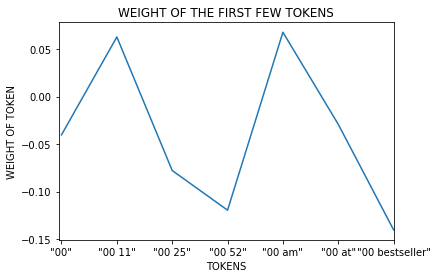 WEIGHT OF THE FIRST FEW TOKENS
WEIGHT OF TOKEN
0.05
0.00
−0.05
−0.10
−0.15
"00" "00 11" "00 25" "00 52" "00 am" "00 at" "00 bestseller"
TOKENS